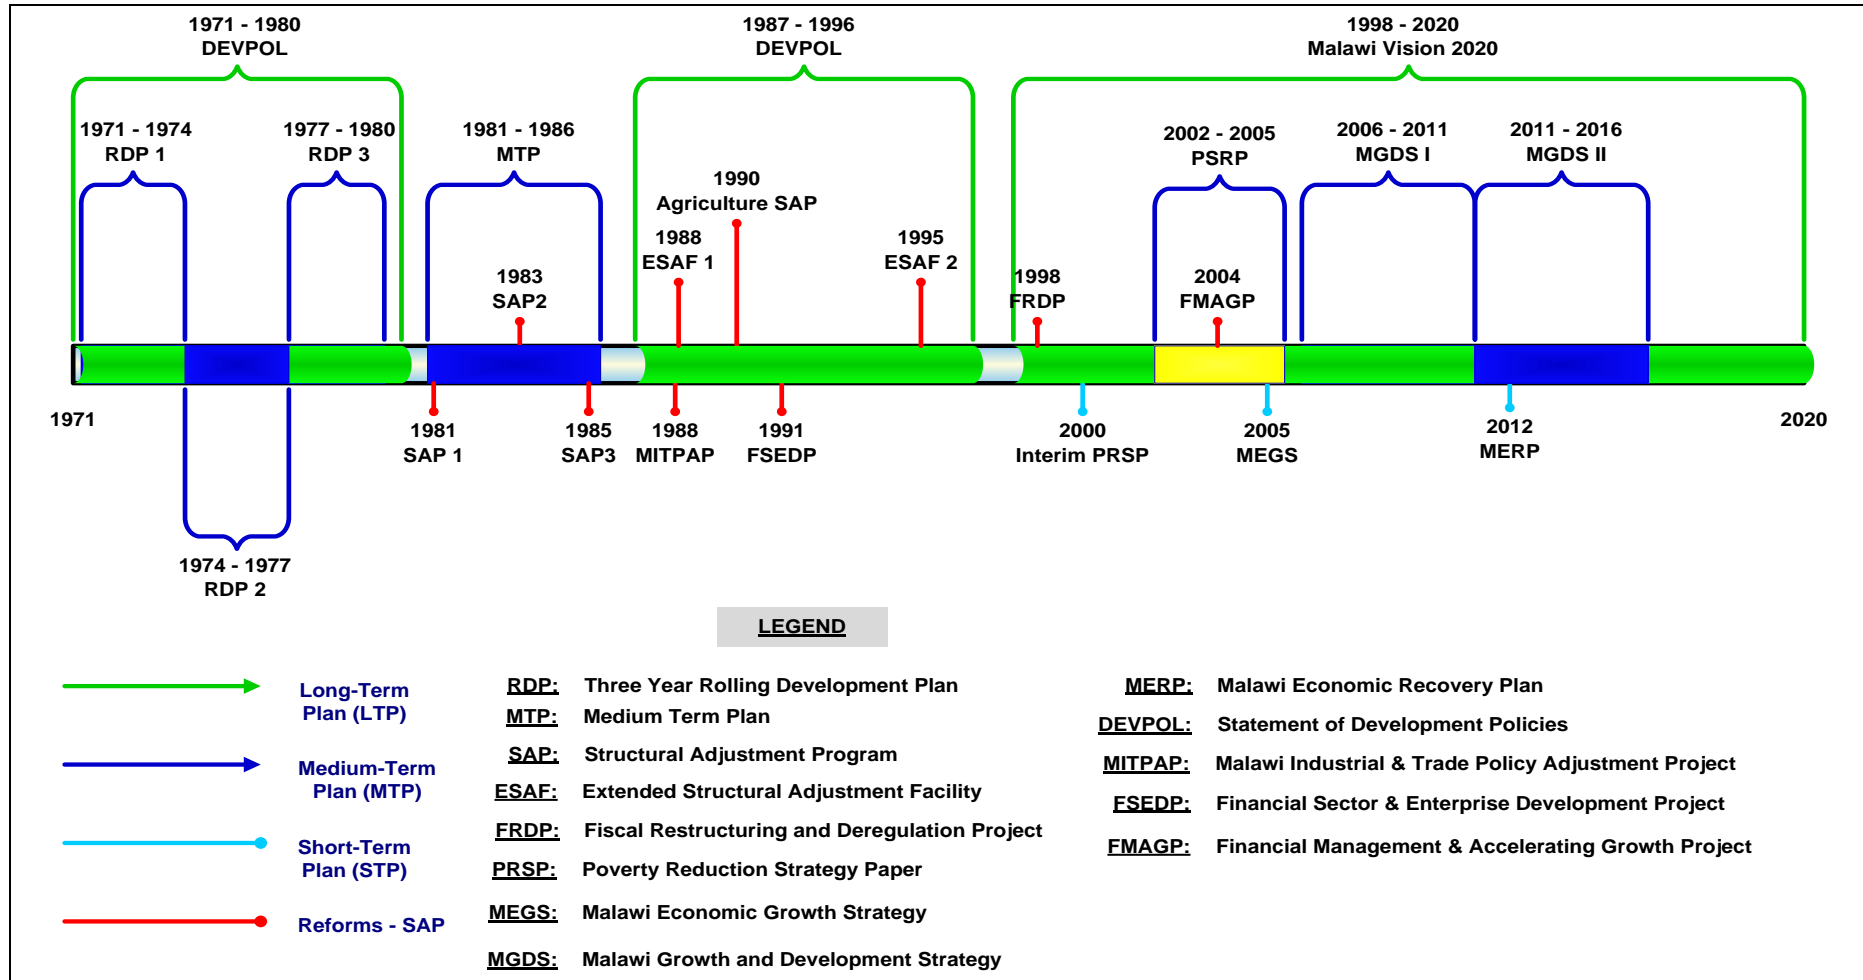 1971 - 1980
DEVPOL
1987 - 1996
DEVPOL
1998 - 2020
Malawi Vision 2020
1971 - 1974
RDP 1
1977 - 1980
RDP 3
1981 - 1986
MTP
2002 - 2005
PSRP
2006 - 2011
MGDS I
2011 - 2016
MGDS II
1990
Agriculture SAP
1988
ESAF 1
1995
ESAF 2
1983
SAP2
1998
FRDP
2004
FMAGP
1971
2020
1981
SAP 1
1985
SAP3
1988
MITPAP
1991
FSEDP
2000
Interim PRSP
2005
MEGS
2012
MERP
1974 - 1977
RDP 2
LEGEND
Long-Term
Plan (LTP)
Medium-Term
Plan (MTP)
Short-Term
Plan (STP)
Reforms - SAP
RDP: Three Year Rolling Development Plan
MTP: Medium Term Plan
SAP: Structural Adjustment Program
ESAF: Extended Structural Adjustment Facility
FRDP: Fiscal Restructuring and Deregulation Project
PRSP: Poverty Reduction Strategy Paper
MEGS: Malawi Economic Growth Strategy
MGDS: Malawi Growth and Development Strategy
MERP: Malawi Economic Recovery Plan
DEVPOL: Statement of Development Policies
MITPAP: Malawi Industrial & Trade Policy Adjustment Project
FSEDP: Financial Sector & Enterprise Development Project
FMAGP: Financial Management & Accelerating Growth Project